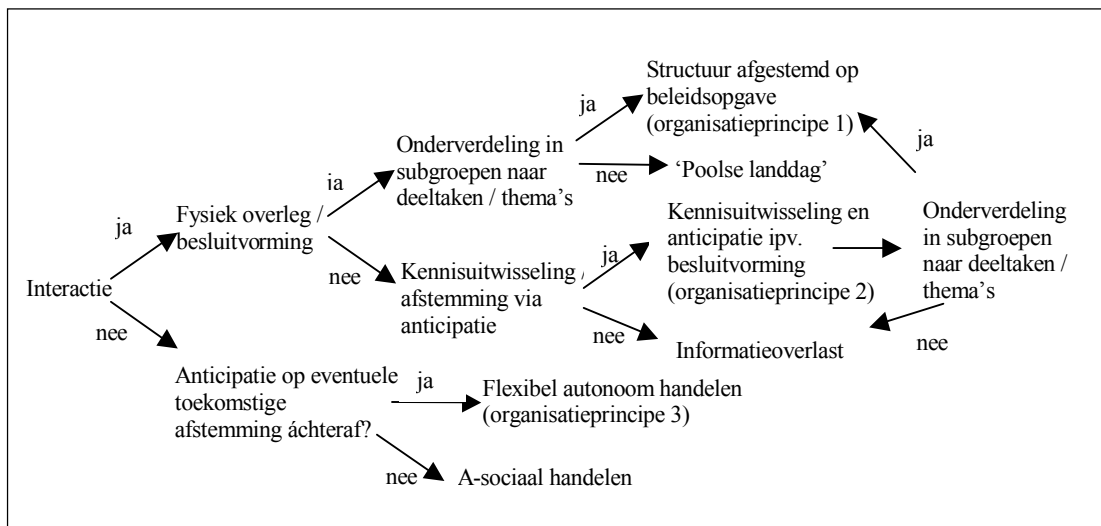 Structuur afgestemd op
beleidsopgave
(organisatieprincipe 1)
ja
ja
Onderverdeling in
subgroepen naar
deeltaken / thema's
nee
'Poolse landdag'
ja
Fysiek overleg /
besluitvorming
ja
Kennisuitwisseling en
anticipatie ipv.
besluitvorming
(organisatieprincipe 2)
Onderverdeling
in subgroepen
naar deeltaken /
thema's
ja
nee
Kennisuitwisseling /
afstemming via
anticipatie
Interactie
nee
nee
Informatieoverlast
nee
Anticipatie op eventuele
toekomstige
afstemming áchteraf?
ja
Flexibel autonoom handelen
(organisatieprincipe 3)
nee
A-sociaal handelen